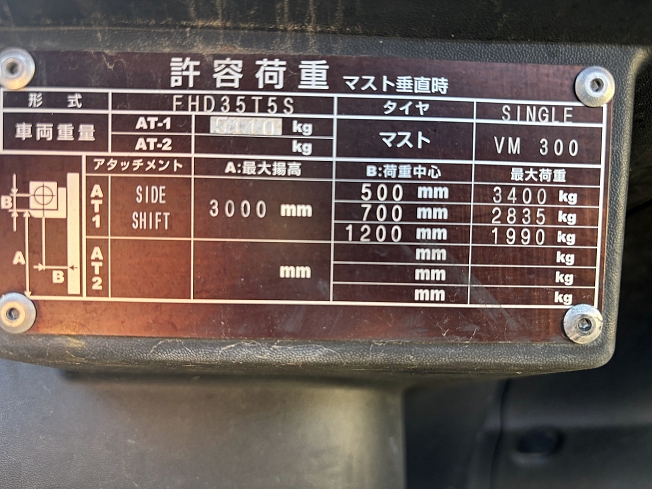 許容荷重 マスト垂直時
形式 FHD35T5S タイヤ SINGLE
車両重量 AT-1 kg マスト VM 300
AT-2 kg
アタッチメント A:最大揚高 B:荷重中心 最大荷重
AT1 SIDE SHIFT 3000 mm 500 mm 3400 kg
700 mm 2835 kg
1200 mm 1990 kg
AT2 mm mm kg
mm kg
mm kg
B
A
B